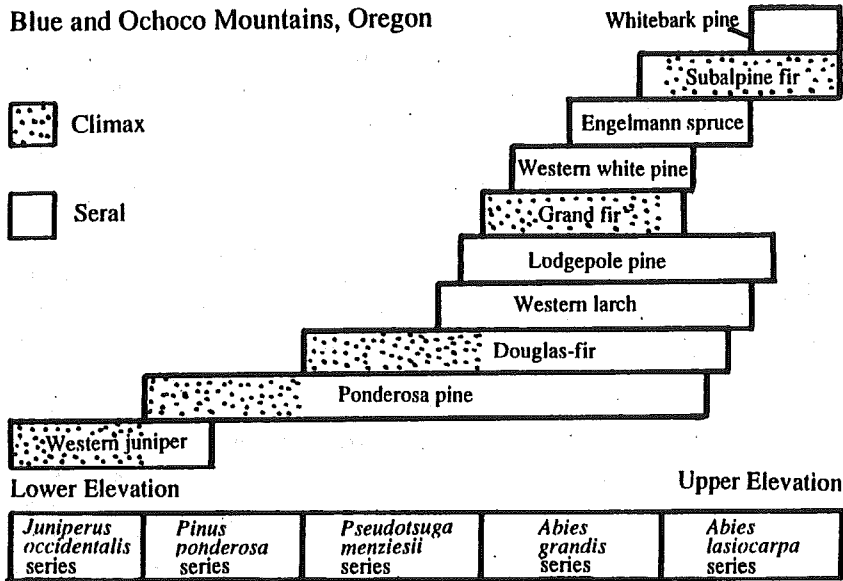 Blue and Ochoco Mountains, Oregon
Whitebark pine
Subalpine fir
Climax
Engelmann spruce
Western white pine
Seral
Grand fir
Lodgepole pine
Western larch
Douglas-fir
Ponderosa pine
Western juniper
Lower Elevation
Upper Elevation
Juniperus
occidentalis
series
Pinus
ponderosa
series
Pseudotsuga
menziesii
series
Abies
grandis
series
Abies
lasiocarpa
series